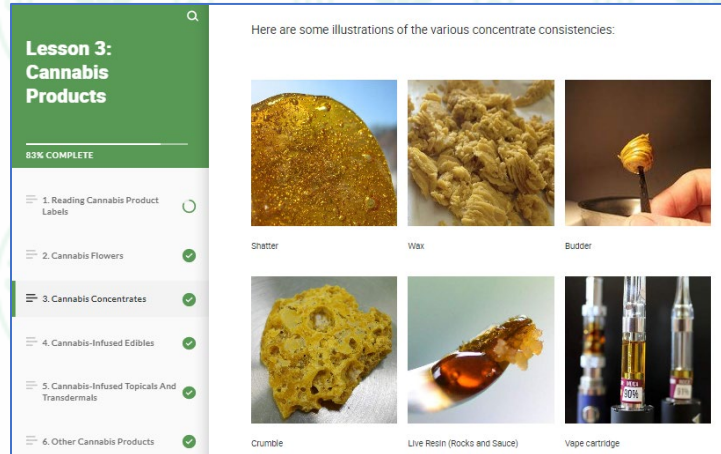 Lesson 3:
Cannabis
Products
83% COMPLETE
1. Reading Cannabis Product
Labels
2. Cannabis Flowers
3. Cannabis Concentrates
4. Cannabis-Infused Edibles
5. Cannabis-Infused Topicals And
Transdermals
6. Other Cannabis Products
Here are some illustrations of the various concentrate consistencies:
Shatter
Wax
Budder
INDICA
90%
Crumble
Live Resin (Rocks and Sauce)
Vape cartridge